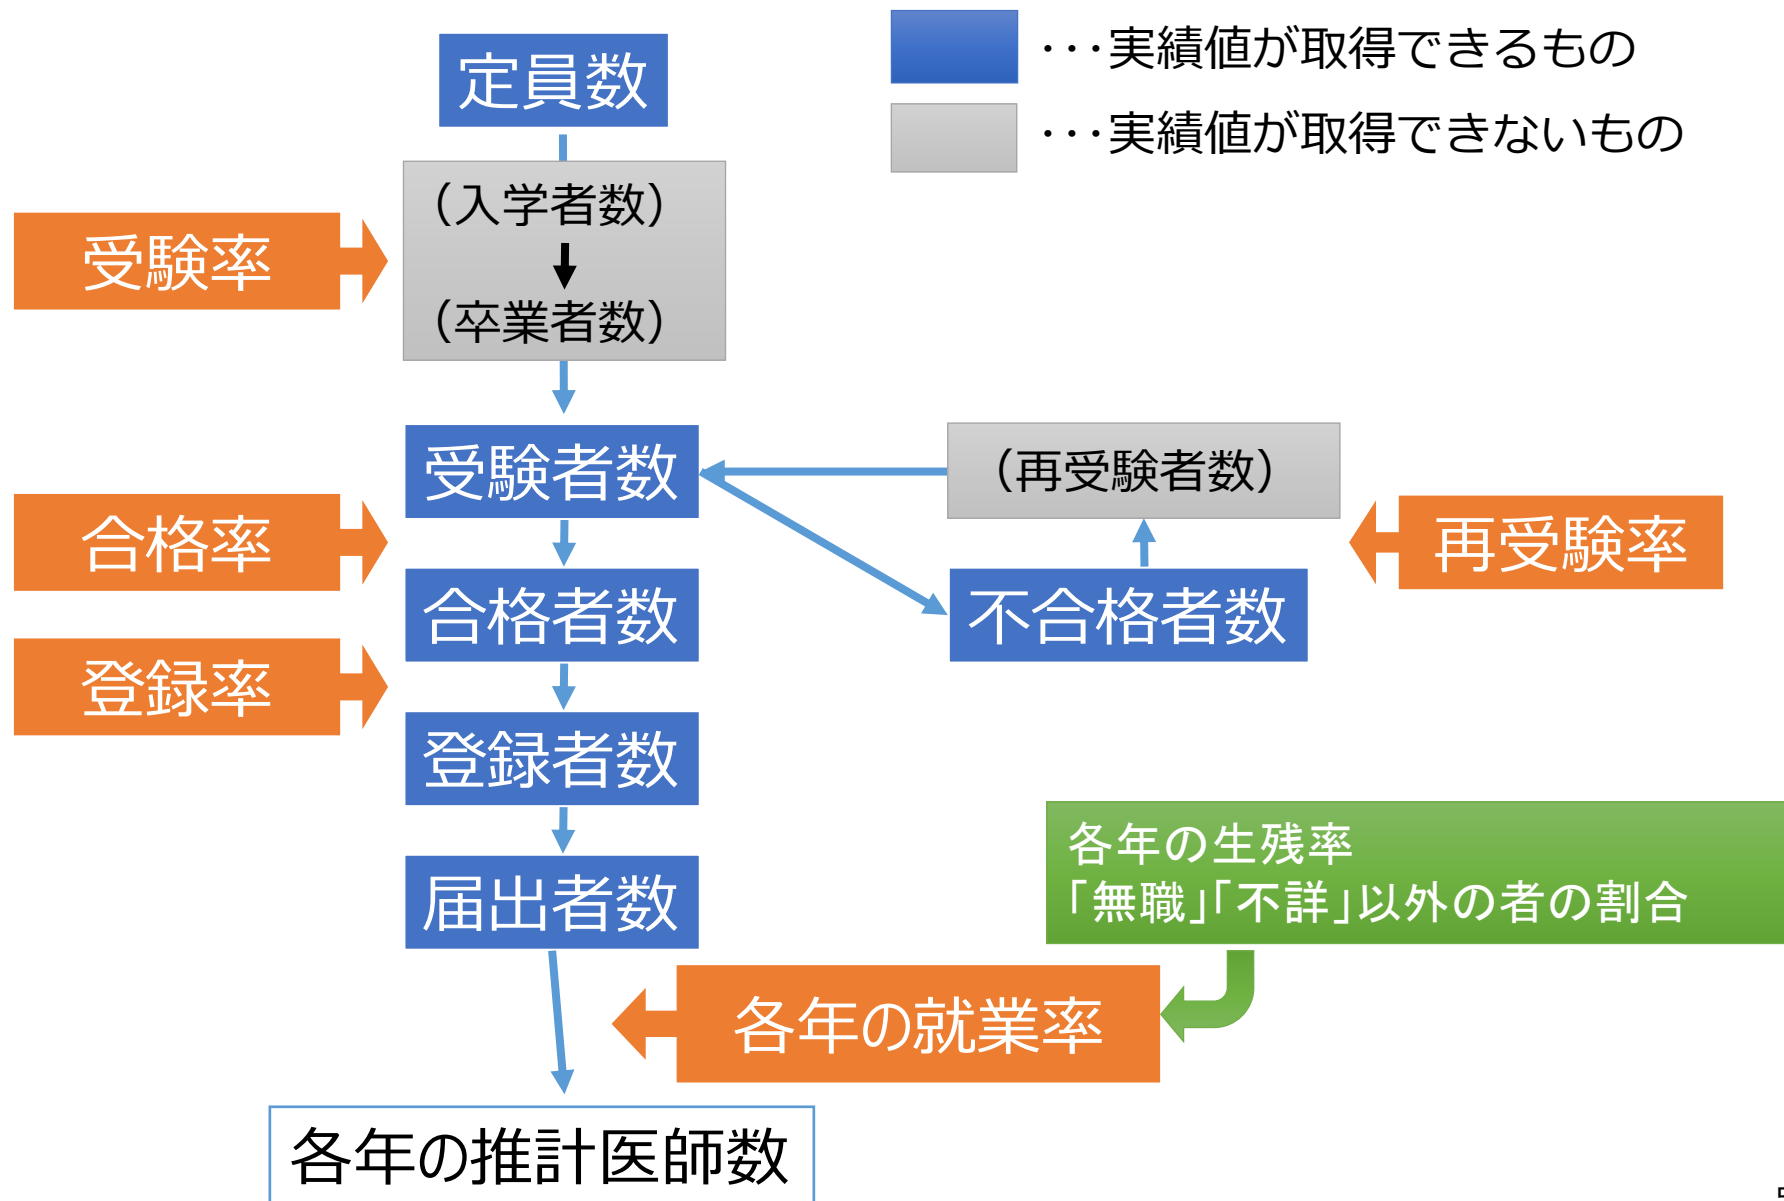 定員数
･･･実績値が取得できるもの
･･･実績値が取得できないもの
（入学者数）
受験率
（卒業者数）
受験者数
（再受験者数）
合格率
再受験率
合格者数
不合格者数
登録率
登録者数
各年の生残率
「無職」「不詳」以外の者の割合
届出者数
各年の就業率
各年の推計医師数